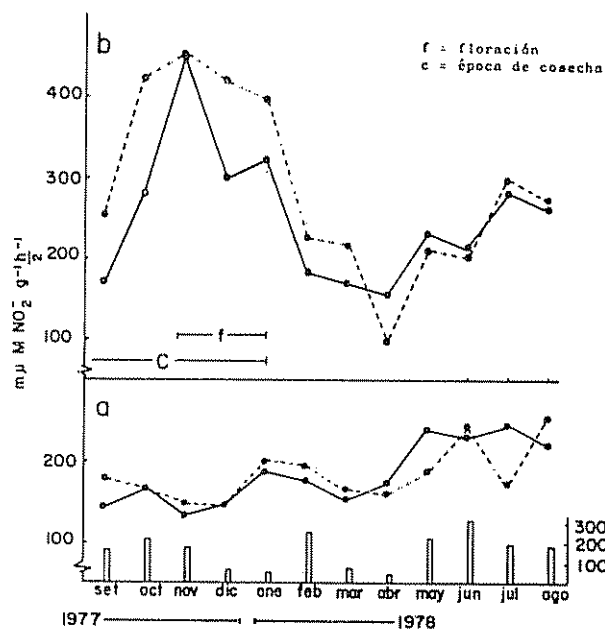 b
f = floración
c = época de cosecha
400
300
200
100
mµ M NO₂⁻ g⁻¹h⁻¹/2
f
C
a
200
100
300
200
100
set oct nov dic ene feb mar abr may jun jul ago
1977 1978